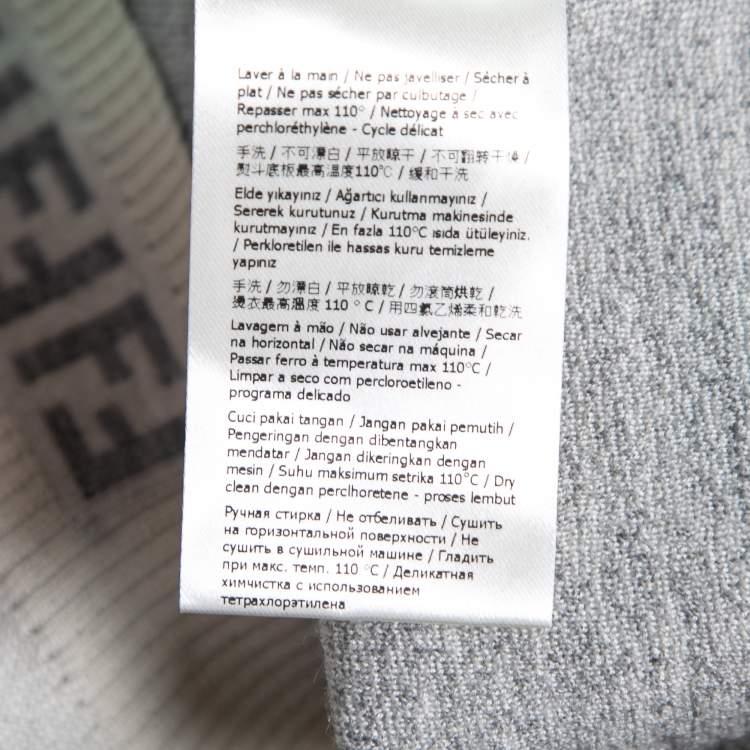 Laver à la main / Ne pas javelliser / Sécher à
plat / Ne pas sécher par culbutage /
Repasser max 110° / Nettoyage à sec avec
perchloréthylène - Cycle délicat
手洗 / 不可漂白 / 平放晾干 / 不可翻转干燥 /
熨斗底板最高温度110°C / 緩和干洗
Elde yıkayınız / Ağartıcı kullanmayınız /
Sererek kurutunuz / Kurutma makinesinde
kurutmayınız / En fazla 110°C ısıda ütüleyiniz.
/ Perkloretilen ile hassas kuru temizleme
yapınız
手洗 / 勿漂白 / 平放晾乾 / 勿滾筒烘乾 /
燙衣最高溫度 110 ° C / 用四氯乙烯柔和乾洗
Lavagem à mão / Não usar alvejante / Secar
na horizontal / Não secar na máquina /
Passar ferro à temperatura max 110°C /
Limpar a seco com percloroetileno -
programa delicado
Cuci pakai tangan / Jangan pakai pemutih /
Pengeringan dengan dibentangkan
mendatar / Jangan dikeringkan dengan
mesin / Suhu maksimum setrika 110°C / Dry
clean dengan perclhoretene - proses lembut
Ручная стирка / Не отбеливать / Сушить
на горизонтальной поверхности / Не
сушить в сушильной машине / Гладить
при макс. темп. 110 °C / Деликатная
химчистка с использованием
тетрахлорэтилена